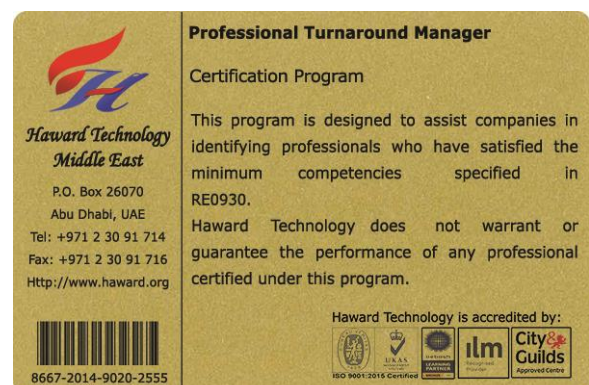 Haward Technology
Middle East
P.O. Box 26070
Abu Dhabi, UAE
Tel: +971 2 30 91 714
Fax: +971 2 30 91 716
Http://www.haward.org
8667-2014-9020-2555
Professional Turnaround Manager
Certification Program
This program is designed to assist companies in
identifying professionals who have satisfied the
minimum competencies specified in
RE0930.
Haward Technology does not warrant or
guarantee the performance of any professional
certified under this program.
Haward Technology is accredited by:
UKAS
ISO 9001:2015 Certified
LEARNING
PARTNER
ilm
City&
Guilds
Approved Centre